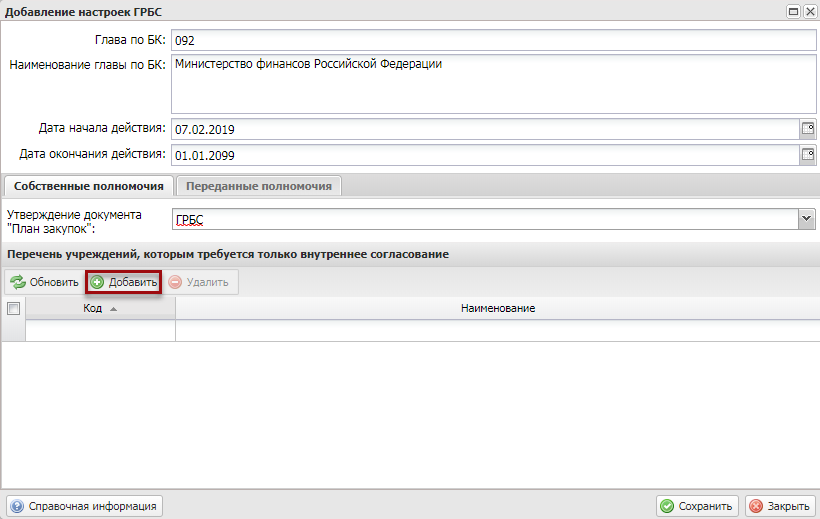 Добавление настроек ГРБС
Глава по БК: 092
Наименование главы по БК: Министерство финансов Российской Федерации
Дата начала действия: 07.02.2019
Дата окончания действия: 01.01.2099
Собственные полномочия Переданные полномочия
Утверждение документа
"План закупок": ГРБС
Перечень учреждений, которым требуется только внутреннее согласование
Обновить Добавить Удалить
Код Наименование
Справочная информация Сохранить Закрыть